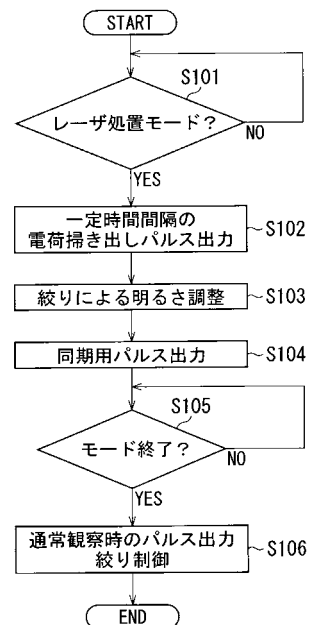 START
S101
レーザ処置モード？
NO
YES
一定時間間隔の
電荷掃き出しパルス出力
S102
絞りによる明るさ調整
S103
同期用パルス出力
S104
S105
モード終了？
NO
YES
通常観察時のパルス出力
絞り制御
S106
END